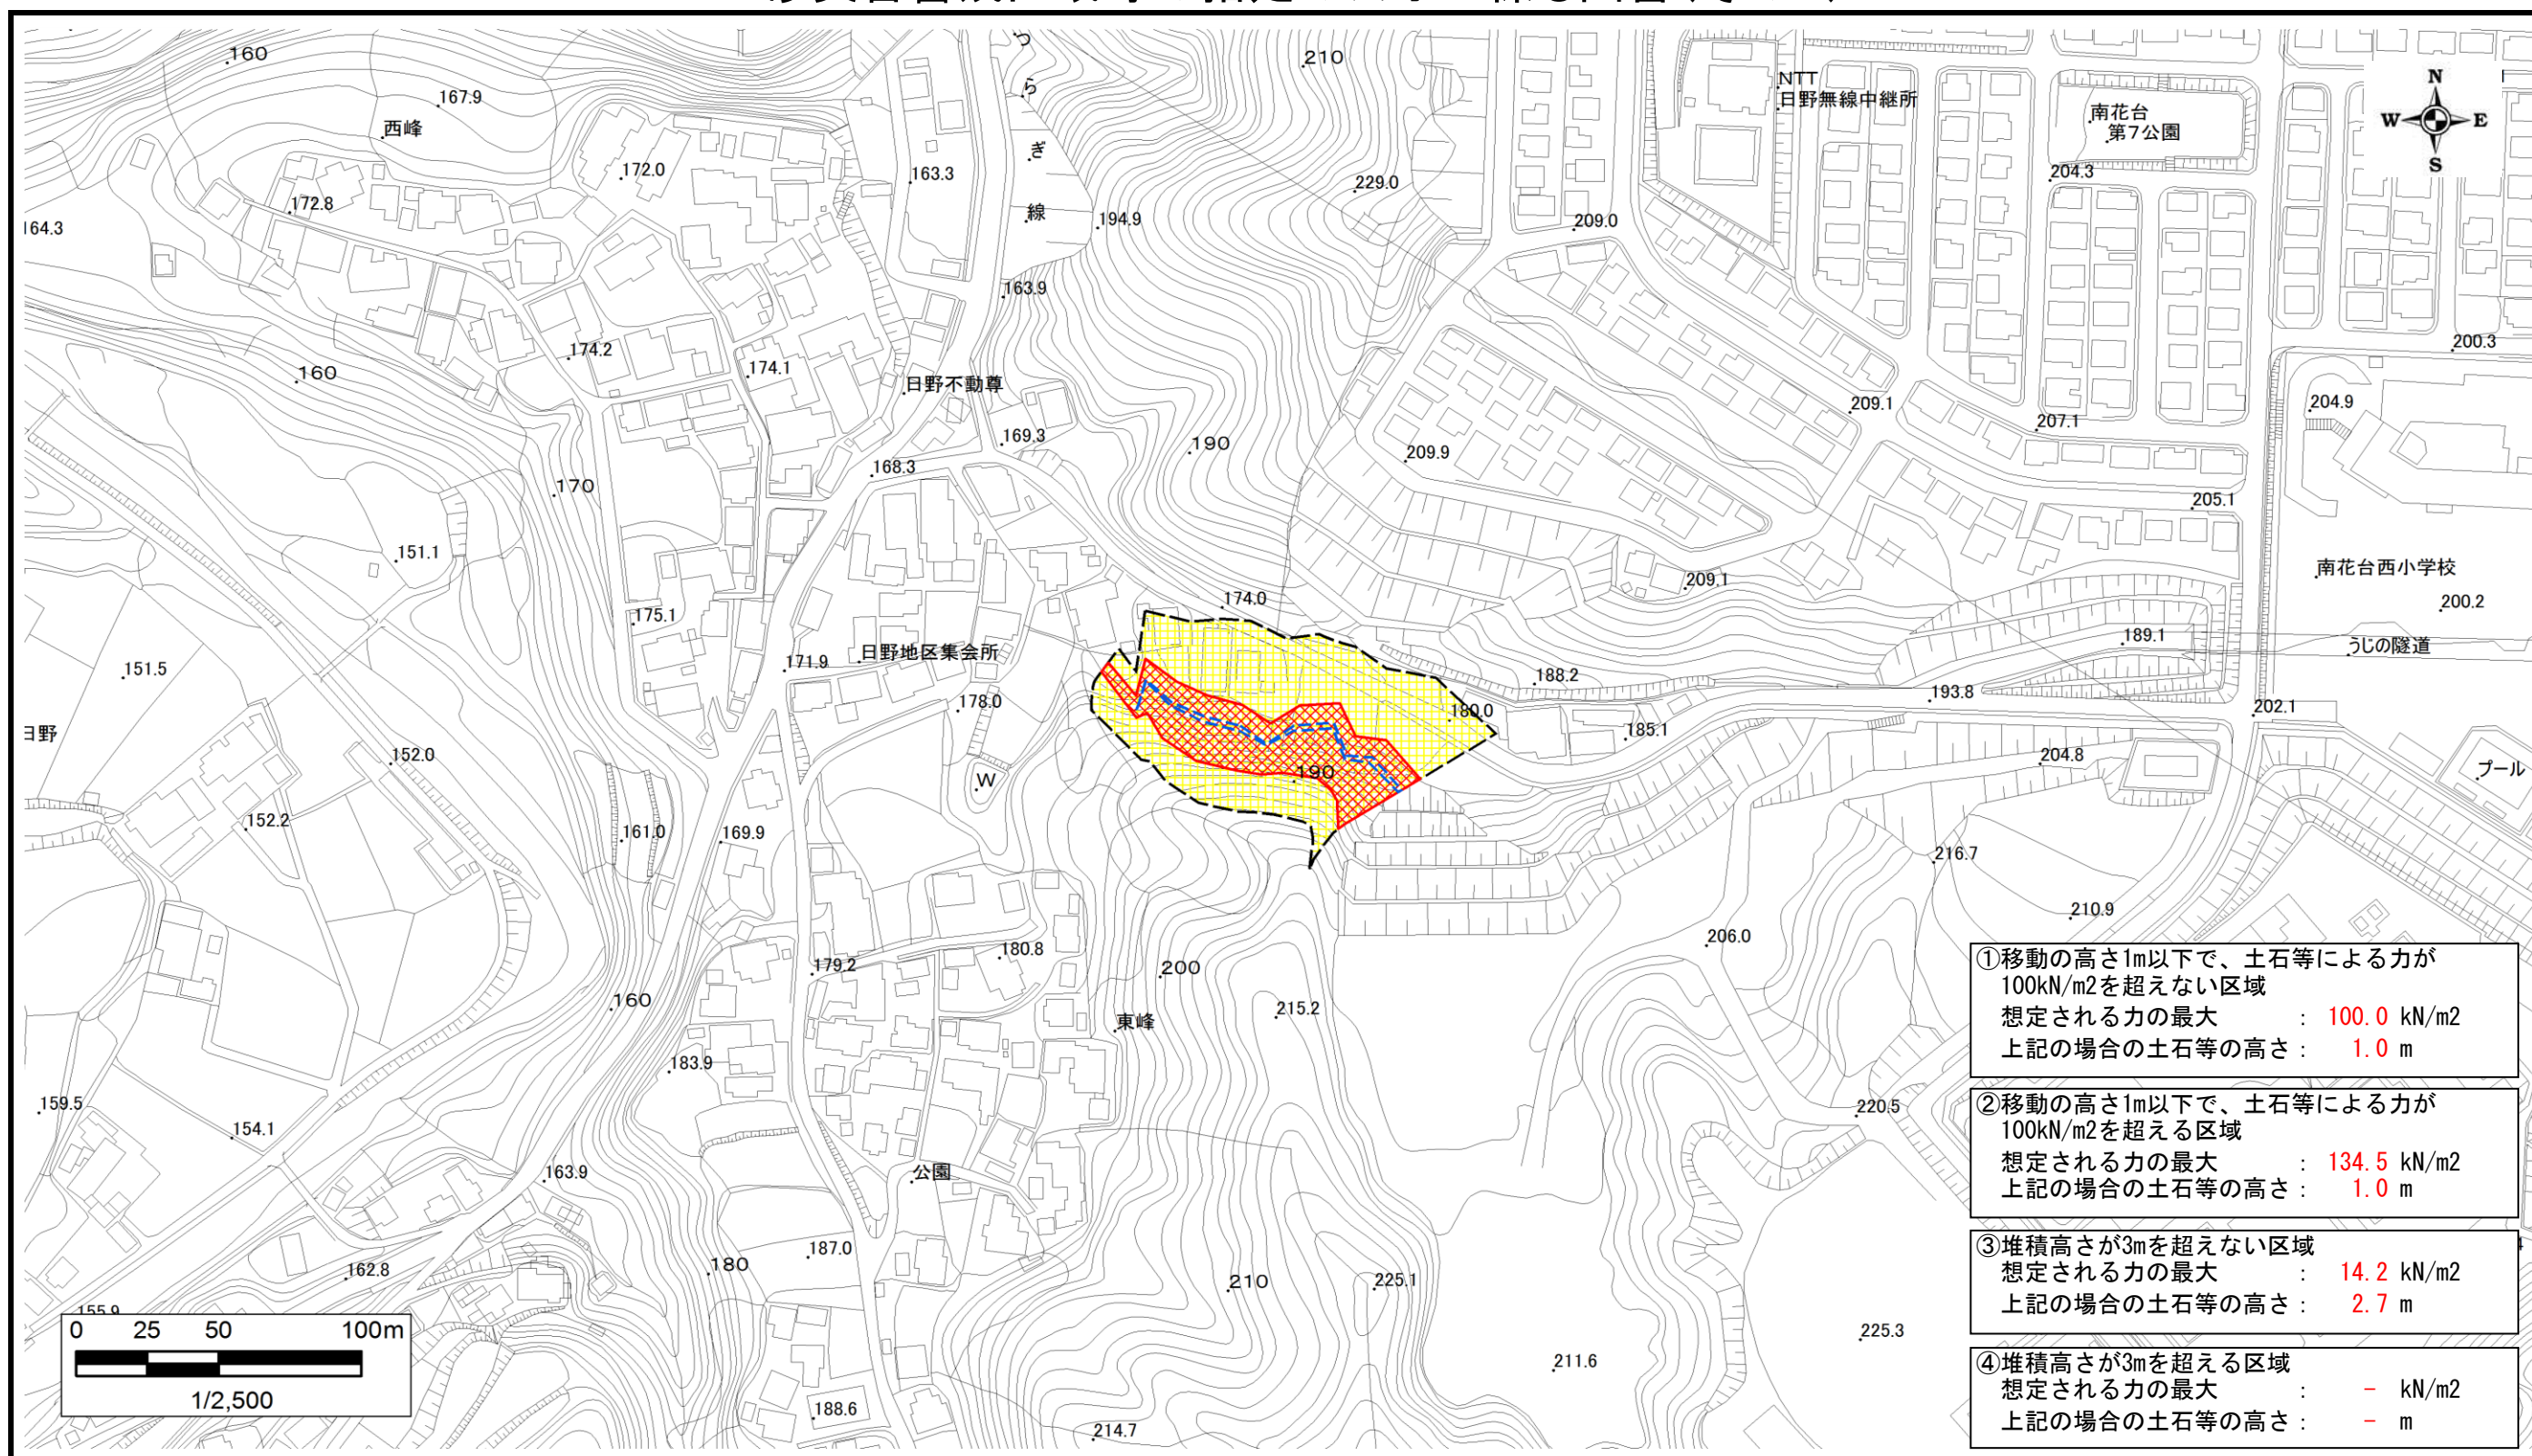 160
167.9
西峰
172.0
172.8
164.3
163.3
つ
ら
ぎ
線
194.9
163.9
210
229.0
209.0
NTT
日野無線中継所
南花台
第7公園
204.3
N
W
E
S
200.3
204.9
207.1
209.1
209.9
205.1
南花台西小学校
200.2
174.2
160
174.1
日野不動尊
169.3
168.3
190
170
151.1
175.1
日野地区集会所
171.9
178.0
151.5
日野
152.0
152.2
161.0
169.9
W
174.0
209.1
188.2
180.0
185.1
190
189.1
うじの隧道
193.8
202.1
204.8
プール
216.7
210.9
206.0
180.8
179.2
200
160
215.2
東峰
183.9
159.5
154.1
220.5
163.9
公園
187.0
180
162.8
210
225.1
225.3
211.6
155.9
188.6
214.7
0 25 50 100m
1/2,500
①移動の高さ1m以下で、土石等による力が
100kN/m2を超えない区域
想定される力の最大 : 100.0 kN/m2
上記の場合の土石等の高さ: 1.0 m
②移動の高さ1m以下で、土石等による力が
100kN/m2を超える区域
想定される力の最大 : 134.5 kN/m2
上記の場合の土石等の高さ: 1.0 m
③堆積高さが3mを超えない区域
想定される力の最大 : 14.2 kN/m2
上記の場合の土石等の高さ: 2.7 m
④堆積高さが3mを超える区域
想定される力の最大 : - kN/m2
上記の場合の土石等の高さ: - m